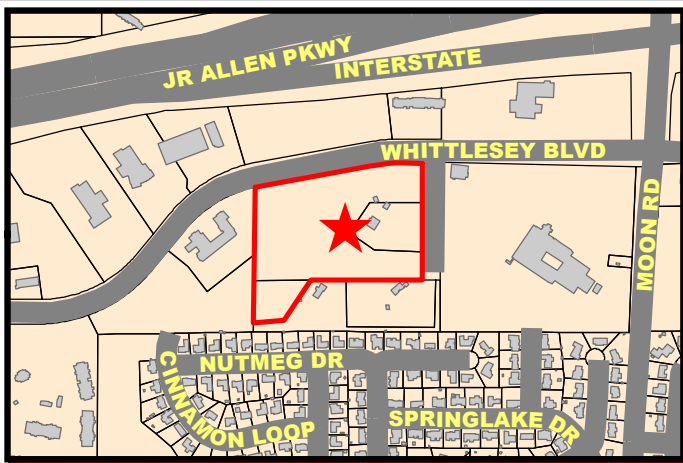 JR ALLEN PKWY
INTERSTATE
WHITTLESEY BLVD
MOON RD
NUTMEG DR
CINNAMON LOOP
SPRINGLAKE DR